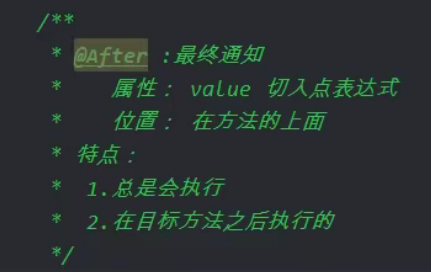 /**
* @After :最终通知
*    属性： value 切入点表达式
*    位置： 在方法的上面
* 特点：
*  1.总是会执行
*  2.在目标方法之后执行的
*/